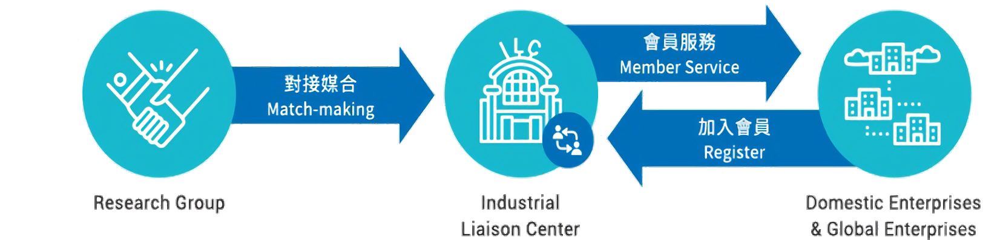 ILC
對接媒合
Match-making
會員服務
Member Service
加入會員
Register
Research Group
Industrial
Liaison Center
Domestic Enterprises
& Global Enterprises